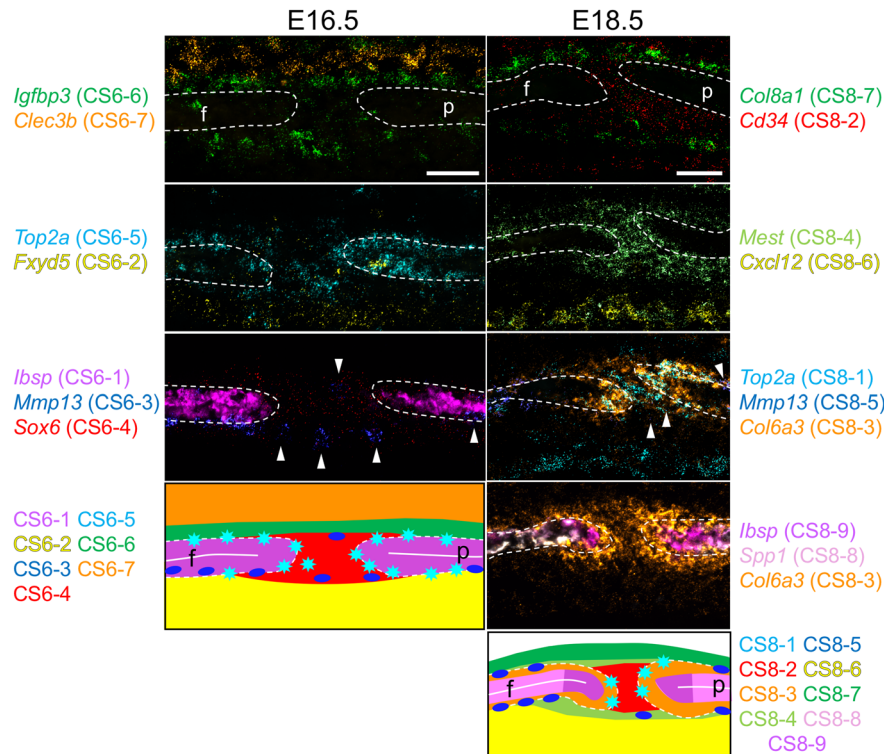 E16.5
E18.5
Igfbp3 (CS6-6)
Clec3b (CS6-7)
f
p
f
p
Col8a1 (CS8-7)
Cd34 (CS8-2)
Top2a (CS6-5)
Fxyd5 (CS6-2)
Mest (CS8-4)
Cxcl12 (CS8-6)
Ibsp (CS6-1)
Mmp13 (CS6-3)
Sox6 (CS6-4)
Top2a (CS8-1)
Mmp13 (CS8-5)
Col6a3 (CS8-3)
CS6-1 CS6-5
CS6-2 CS6-6
CS6-3 CS6-7
CS6-4
f
p
Ibsp (CS8-9)
Spp1 (CS8-8)
Col6a3 (CS8-3)
f
p
CS8-1 CS8-5
CS8-2 CS8-6
CS8-3 CS8-7
CS8-4 CS8-8
CS8-9